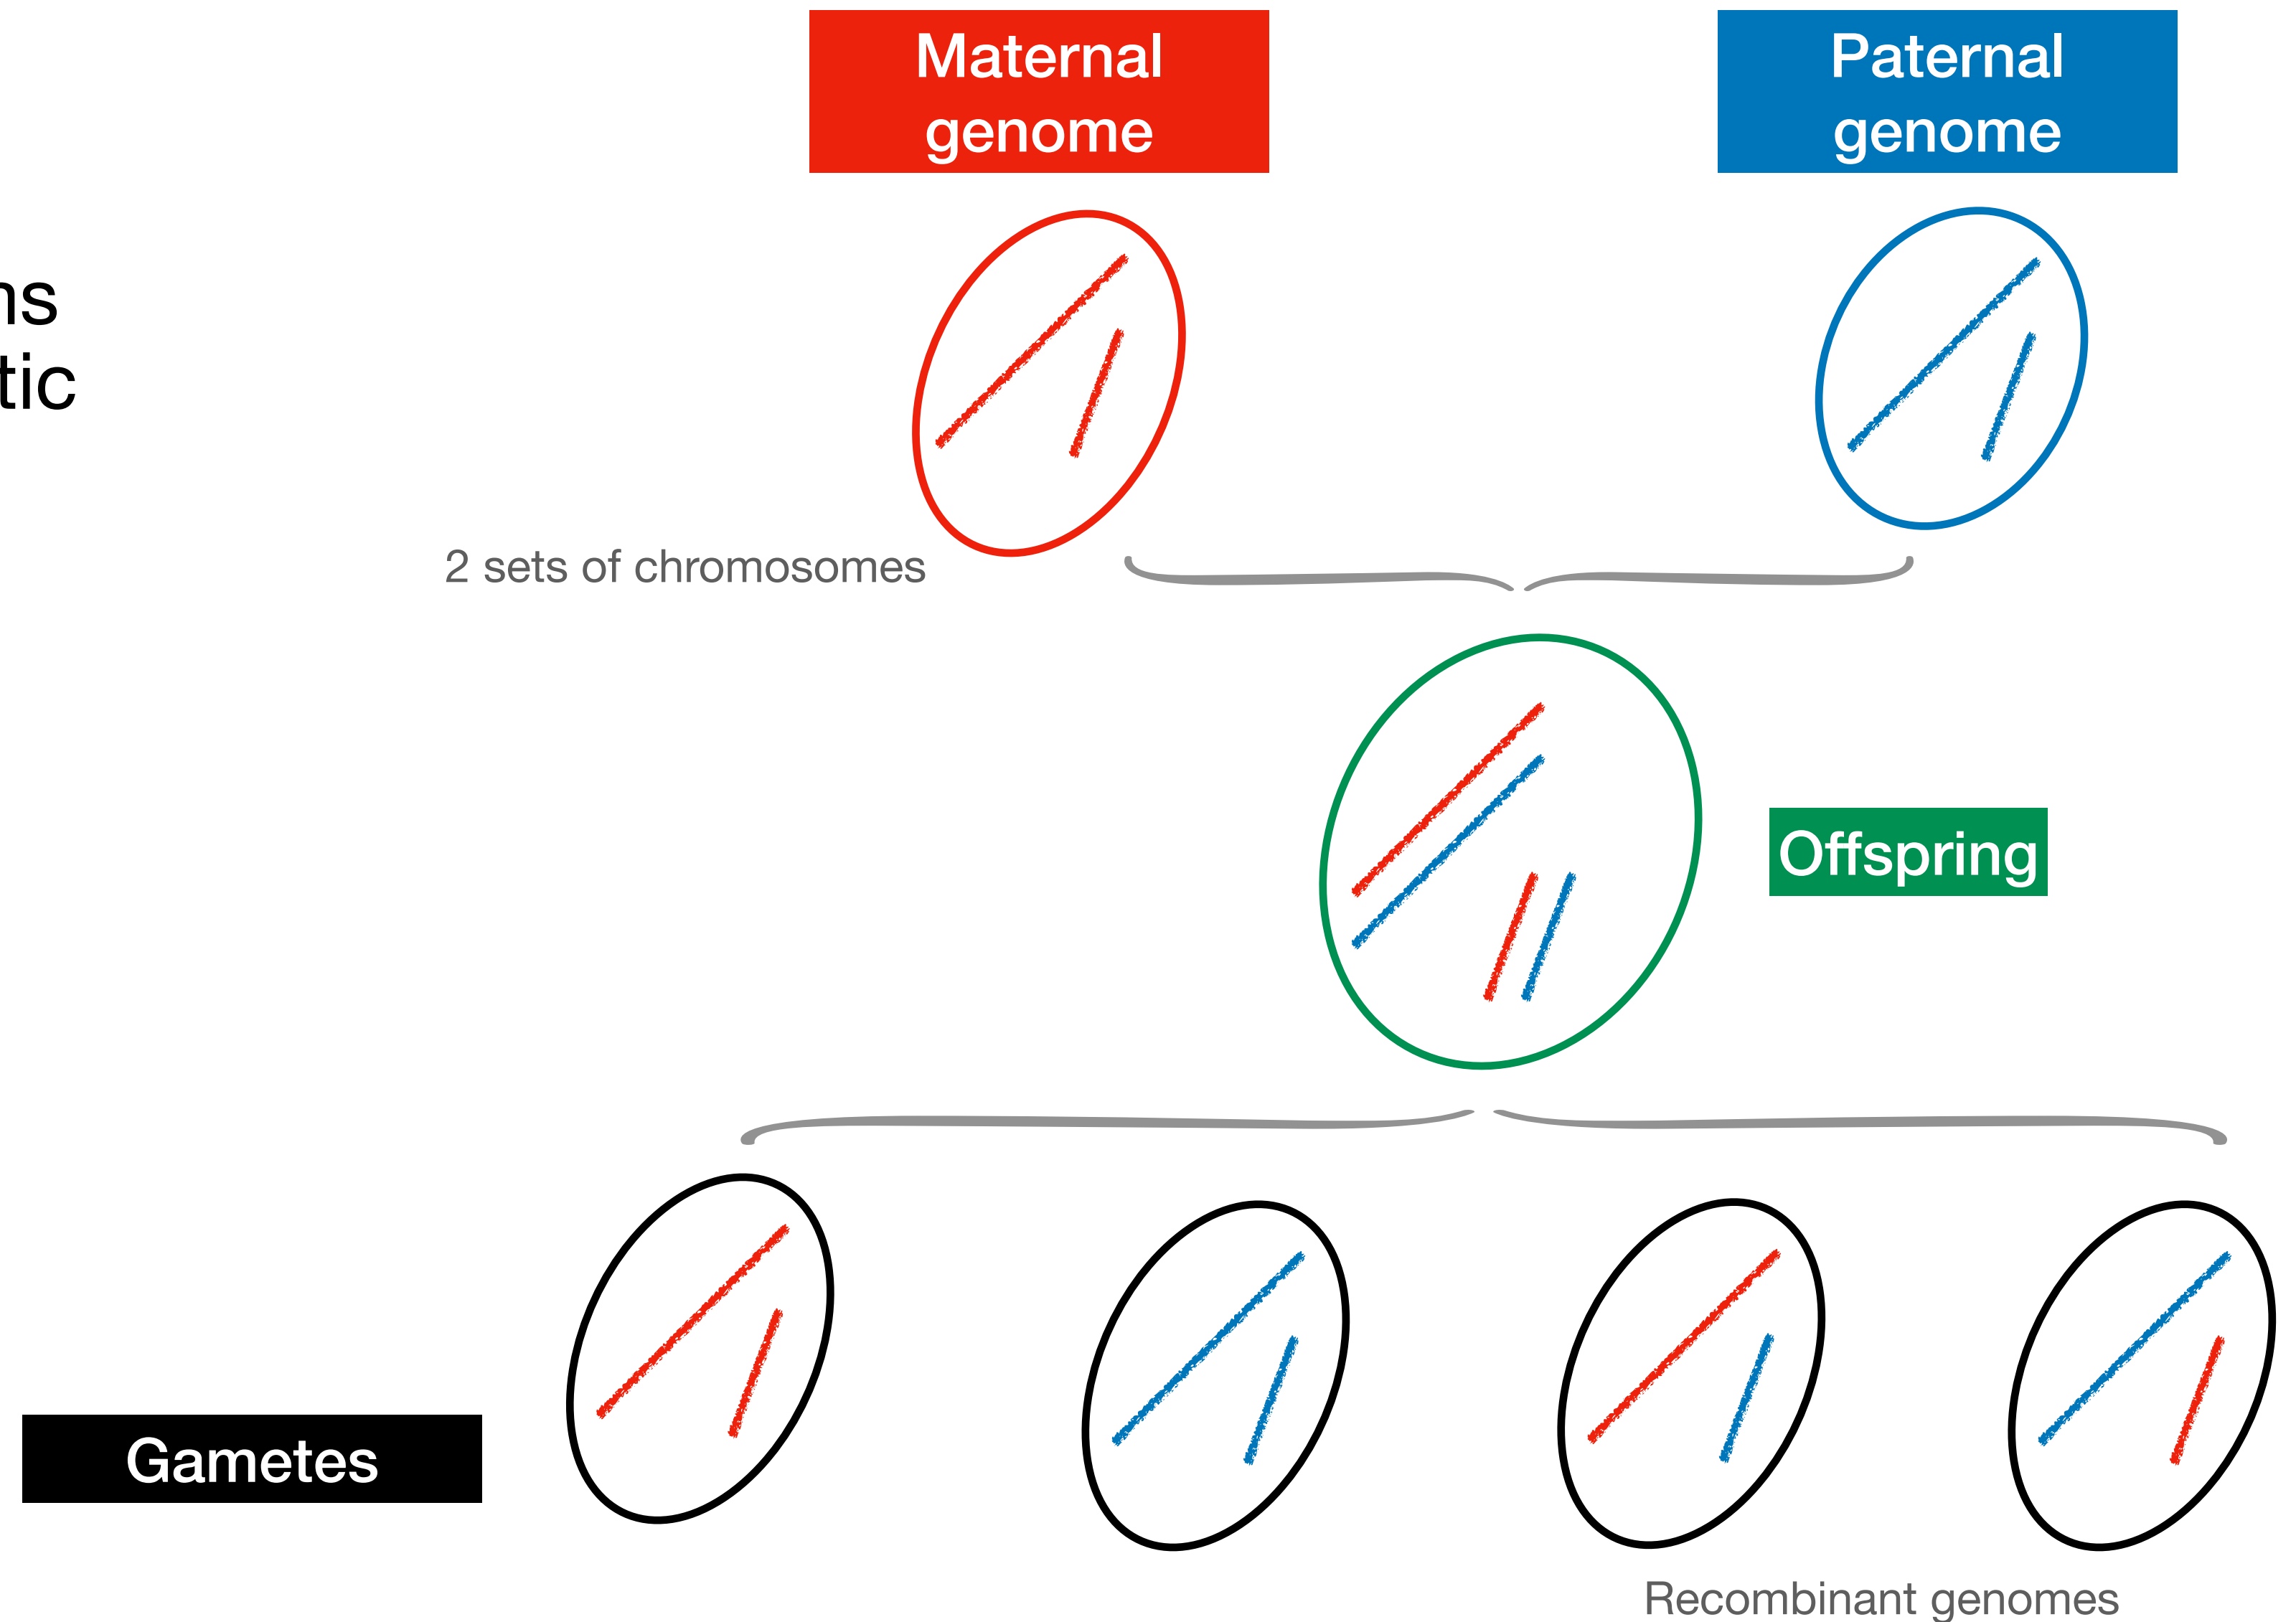 Maternal
genome
Paternal
genome
ns
tic
2 sets of chromosomes
Offspring
Gametes
Recombinant genomes